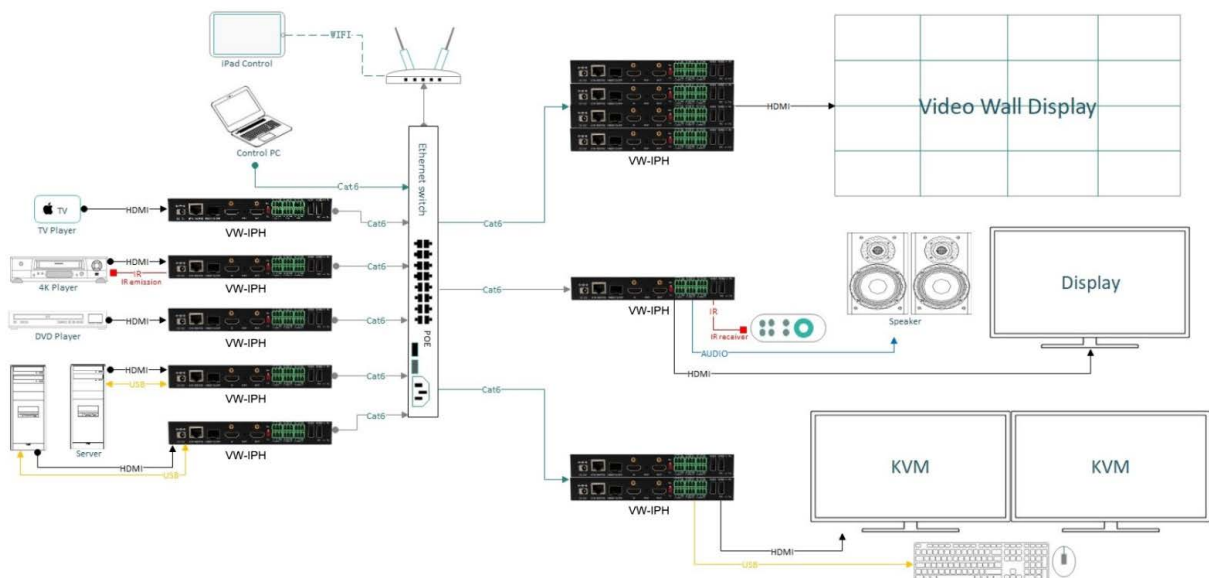 WIFI
iPad Control
Control PC
Cat6
Ethernet switch
POE
TV
TV Player
HDMI
VW-IPH
Cat6
4K Player
HDMI
IR
IR emission
VW-IPH
Cat6
DVD Player
HDMI
VW-IPH
Cat6
HDMI
USB
VW-IPH
Cat6
Server
HDMI
USB
VW-IPH
Cat6
Cat6
VW-IPH
HDMI
Video Wall Display
Cat6
VW-IPH
IR
IR receiver
AUDIO
HDMI
Speaker
Display
Cat6
VW-IPH
HDMI
USB
KVM
KVM